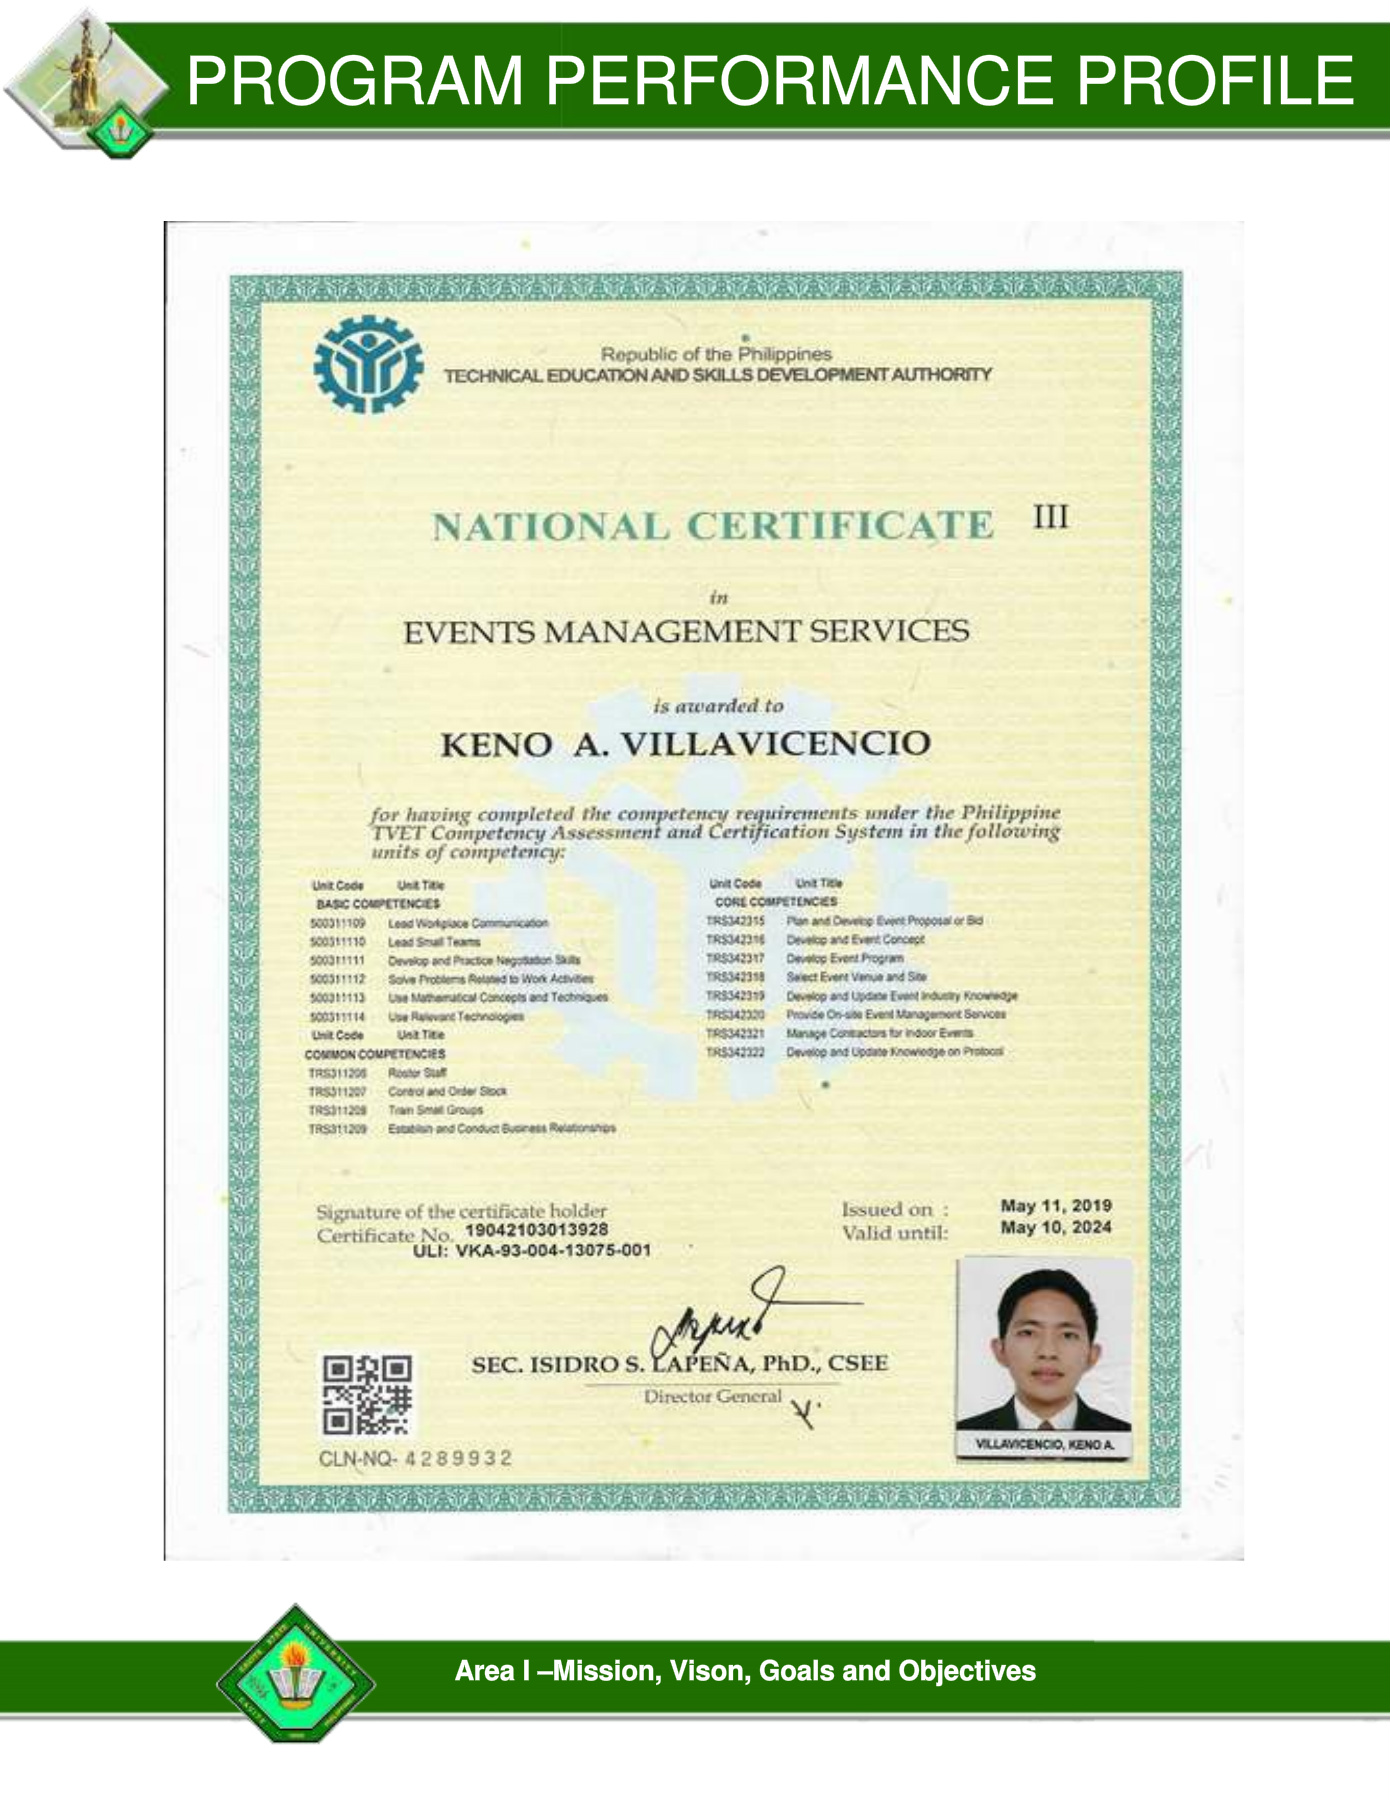 PROGRAM PERFORMANCE PROFILE
Republic of the Philippines
TECHNICAL EDUCATION AND SKILLS DEVELOPMENT AUTHORITY
NATIONAL CERTIFICATE III
in
EVENTS MANAGEMENT SERVICES
is awarded to
KENO A. VILLAVICENCIO
for having completed the competency requirements under the Philippine
TVET Competency Assessment and Certification System in the following
units of competency:
Unit Code Unit Title
BASIC COMPETENCIES
500311109 Lead Workplace Communication
500311110 Lead Small Teams
500311111 Develop and Practice Negotiation Skills
500311112 Solve Problems Related to Work Activities
500311113 Use Mathematical Concepts and Techniques
500311114 Use Relevant Technologies
Unit Code Unit Title
COMMON COMPETENCIES
TRS311206 Roster Staff
TRS311207 Control and Order Stock
TRS311208 Train Small Groups
TRS311209 Establish and Conduct Business Relationships
Unit Code Unit Title
CORE COMPETENCIES
TRS342315 Plan and Develop Event Proposal or Bid
TRS342316 Develop and Event Concept
TRS342317 Develop Event Program
TRS342318 Select Event Venue and Site
TRS342319 Develop and Update Event Industry Knowledge
TRS342320 Provide On-site Event Management Services
TRS342321 Manage Contractors for Indoor Events
TRS342322 Develop and Update Knowledge on Protocol
Signature of the certificate holder
Certificate No. 19042103013928
ULI: VKA-93-004-13075-001
Issued on : May 11, 2019
Valid until: May 10, 2024
SEC. ISIDRO S. LAPEÑA, PhD., CSEE
Director General
VILLAVICENCIO, KENO A.
CLN-NQ- 4289932
Area I –Mission, Vison, Goals and Objectives